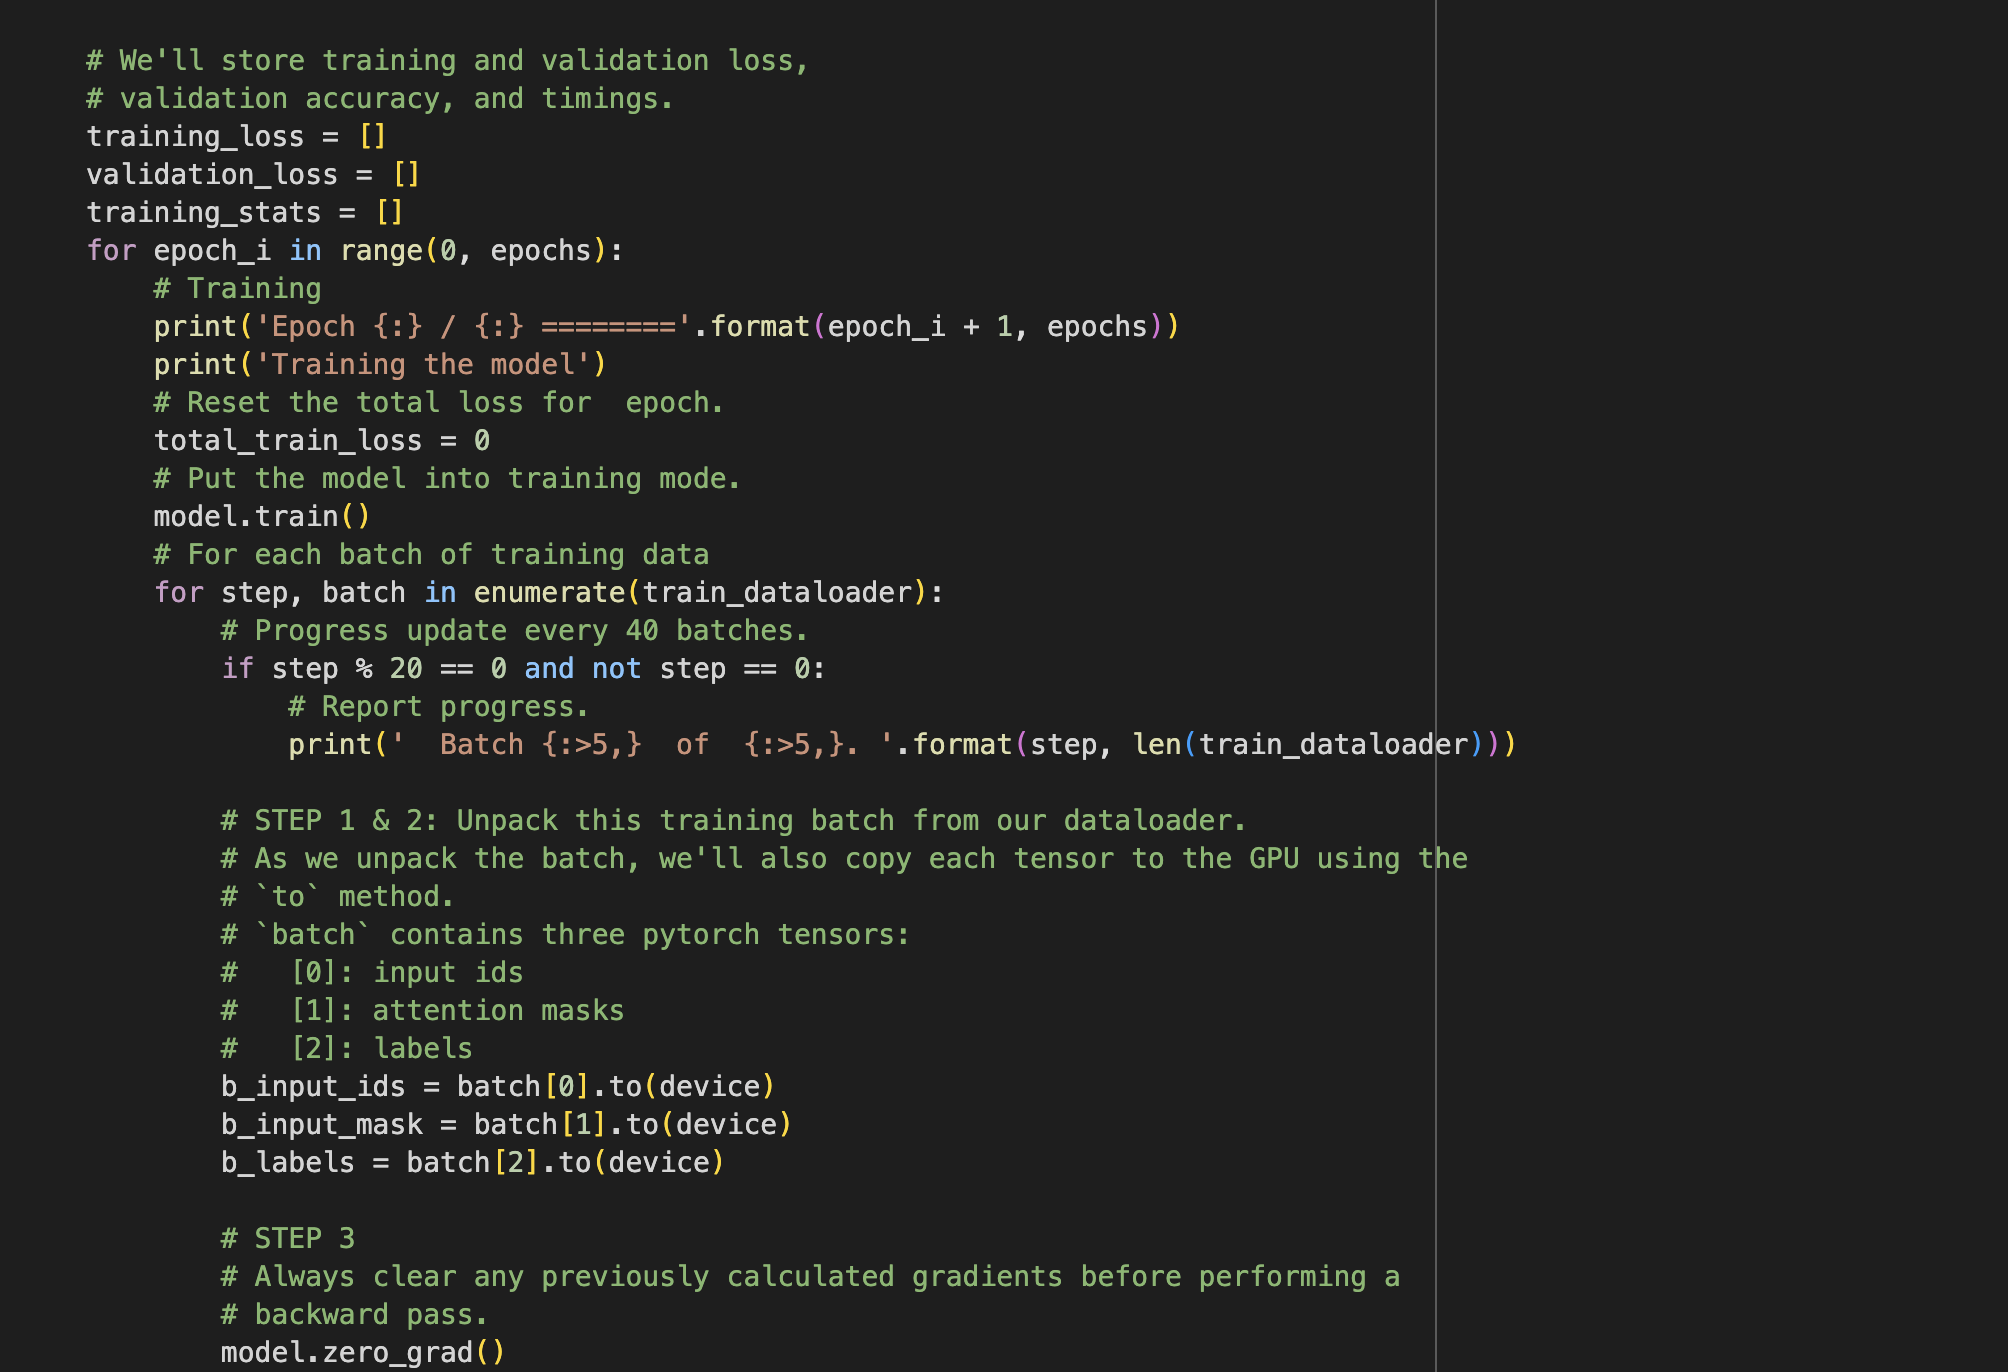 # We'll store training and validation loss,
# validation accuracy, and timings.
training_loss = []
validation_loss = []
training_stats = []
for epoch_i in range(0, epochs):
    # Training
    print('Epoch {:} / {:} ========'.format(epoch_i + 1, epochs))
    print('Training the model')
    # Reset the total loss for  epoch.
    total_train_loss = 0
    # Put the model into training mode.
    model.train()
    # For each batch of training data
    for step, batch in enumerate(train_dataloader):
        # Progress update every 40 batches.
        if step % 20 == 0 and not step == 0:
            # Report progress.
            print('  Batch {:>5,}  of  {:>5,}. '.format(step, len(train_dataloader)))

        # STEP 1 & 2: Unpack this training batch from our dataloader.
        # As we unpack the batch, we'll also copy each tensor to the GPU using the
        # `to` method.
        # `batch` contains three pytorch tensors:
        #   [0]: input ids
        #   [1]: attention masks
        #   [2]: labels
        b_input_ids = batch[0].to(device)
        b_input_mask = batch[1].to(device)
        b_labels = batch[2].to(device)

        # STEP 3
        # Always clear any previously calculated gradients before performing a
        # backward pass.
        model.zero_grad()